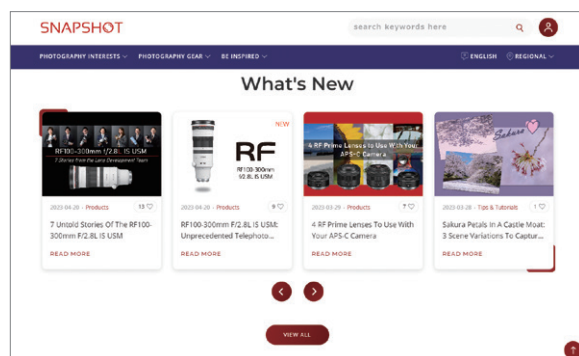 SNAPSHOT
search keywords here
PHOTOGRAPHY INTERESTS
PHOTOGRAPHY GEAR
BE INSPIRED
ENGLISH
REGIONAL
What's New
RF100-300mm f/2.8L IS USM
7 Stories from the Lens Development Team
2023-04-20 - Products
13
7 Untold Stories Of The RF100-
300mm F/2.8L IS USM
READ MORE
NEW
RF
RF100-300mm
f/2.8L IS USM
2023-04-20 - Products
9
RF100-300mm F/2.8L IS USM:
Unprecedented Telephoto...
READ MORE
4 RF Prime Lenses to Use With Your
APS-C Camera
2023-03-29 - Products
7
4 RF Prime Lenses To Use With
Your APS-C Camera
READ MORE
Sakura
2023-03-28 - Tips & Tutorials
1
Sakura Petals In A Castle Moat:
3 Scene Variations To Captur...
READ MORE
VIEW ALL